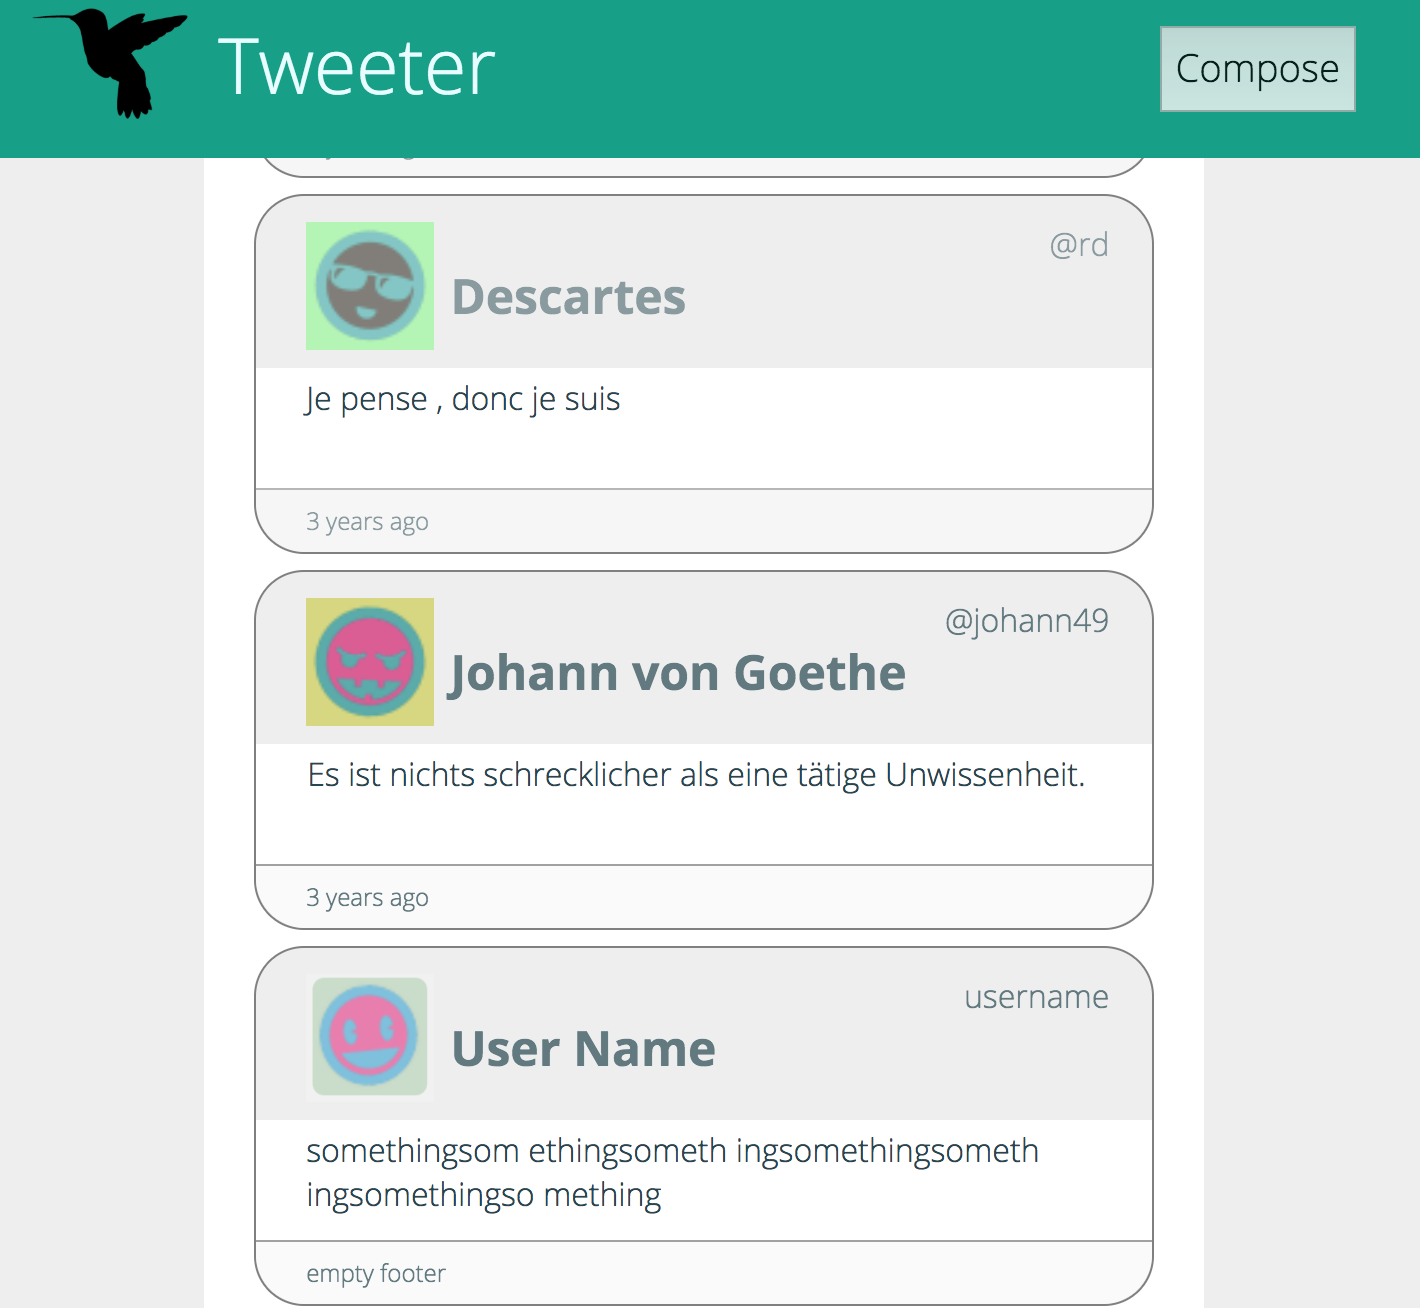 Tweeter
Compose
@rd
Descartes
Je pense , donc je suis
3 years ago
@johann49
Johann von Goethe
Es ist nichts schrecklicher als eine tätige Unwissenheit.
3 years ago
username
User Name
somethingsom ethingsometh ingsomethingsometh
ingsomethingso mething
empty footer